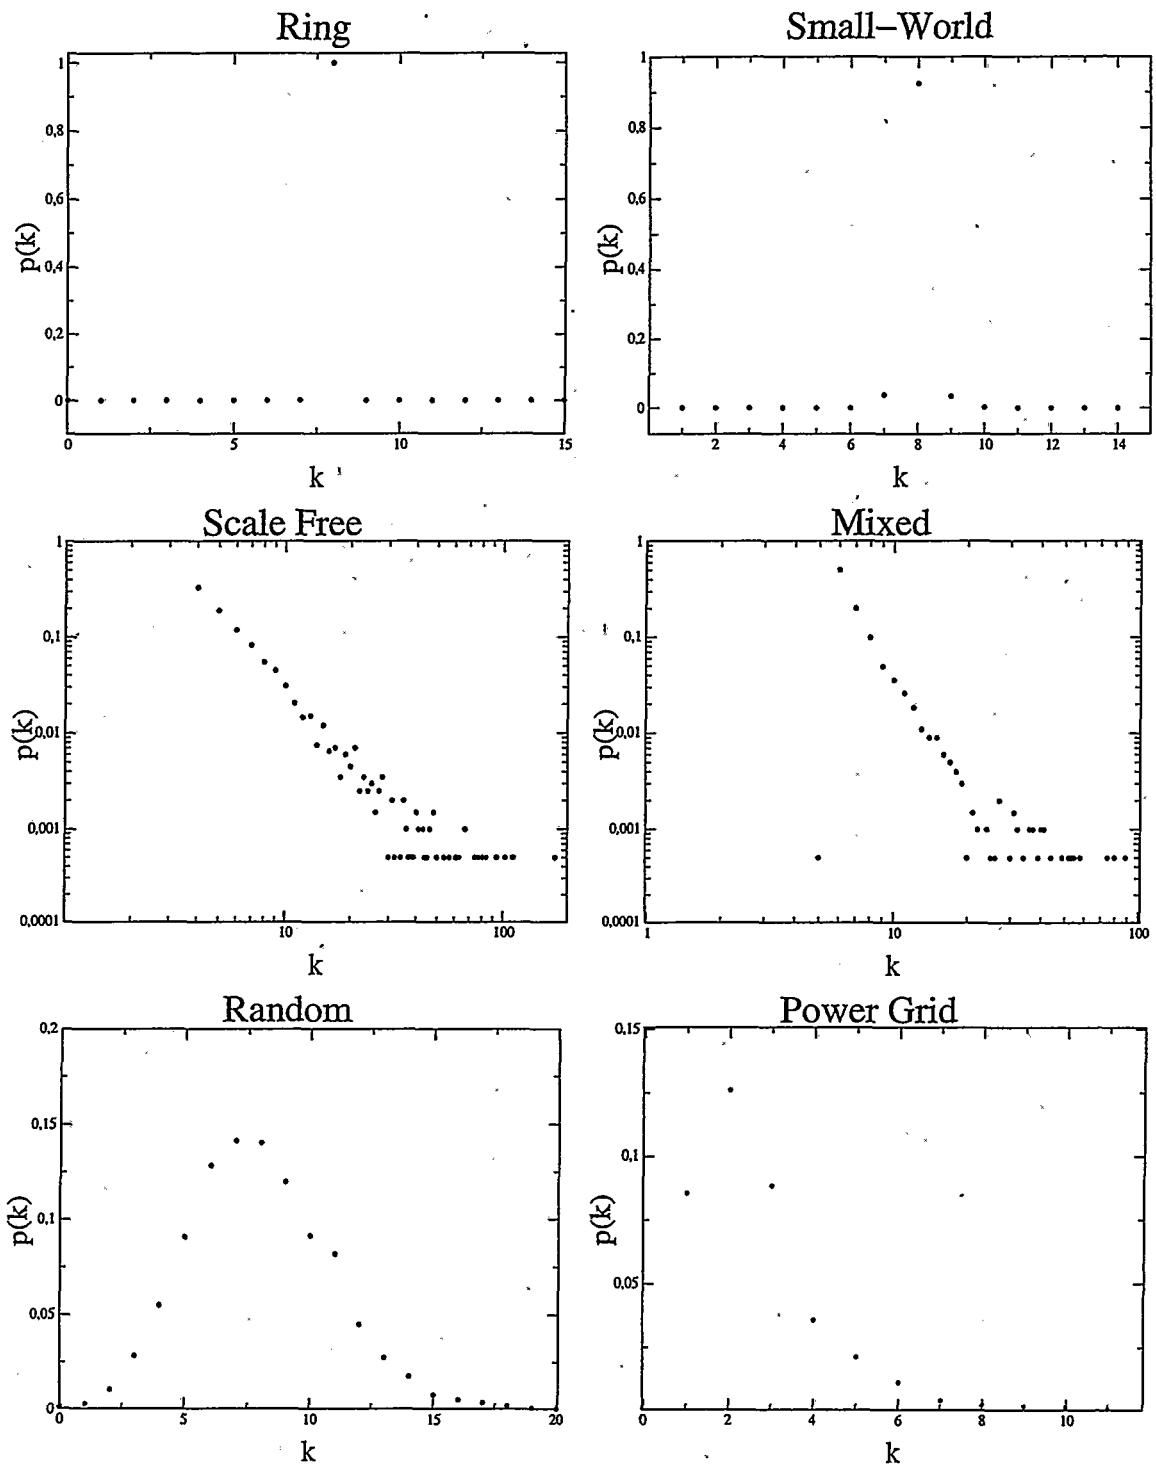 Ring
1
0,8
0,6
0,4
0,2
0
p(k)
0 5 10 15
k
Small–World
1
0,8
0,6
0,4
0,2
0
p(k)
2 4 6 8 10 12 14
k
Scale Free
1
0,1
0,01
0,001
0,0001
p(k)
10 100
k
Mixed
1
0,1
0,01
0,001
0,0001
p(k)
1 10 100
k
Random
0,2
0,15
0,1
0,05
0
p(k)
0 5 10 15 20
k
Power Grid
0,15
0,1
0,05
p(k)
0 2 4 6 8 10
k